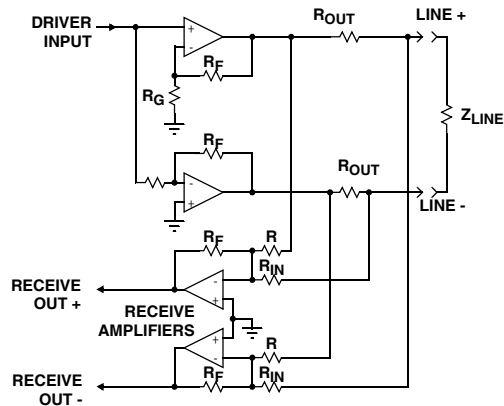 DRIVER INPUT
+
-
RF
RG
ROUT
LINE +
ZLINE
RF
-
+
ROUT
LINE -
RF
R
RIN
-
+
RECEIVE OUT +
RECEIVE AMPLIFIERS
+
-
R
RF
RIN
RECEIVE OUT -